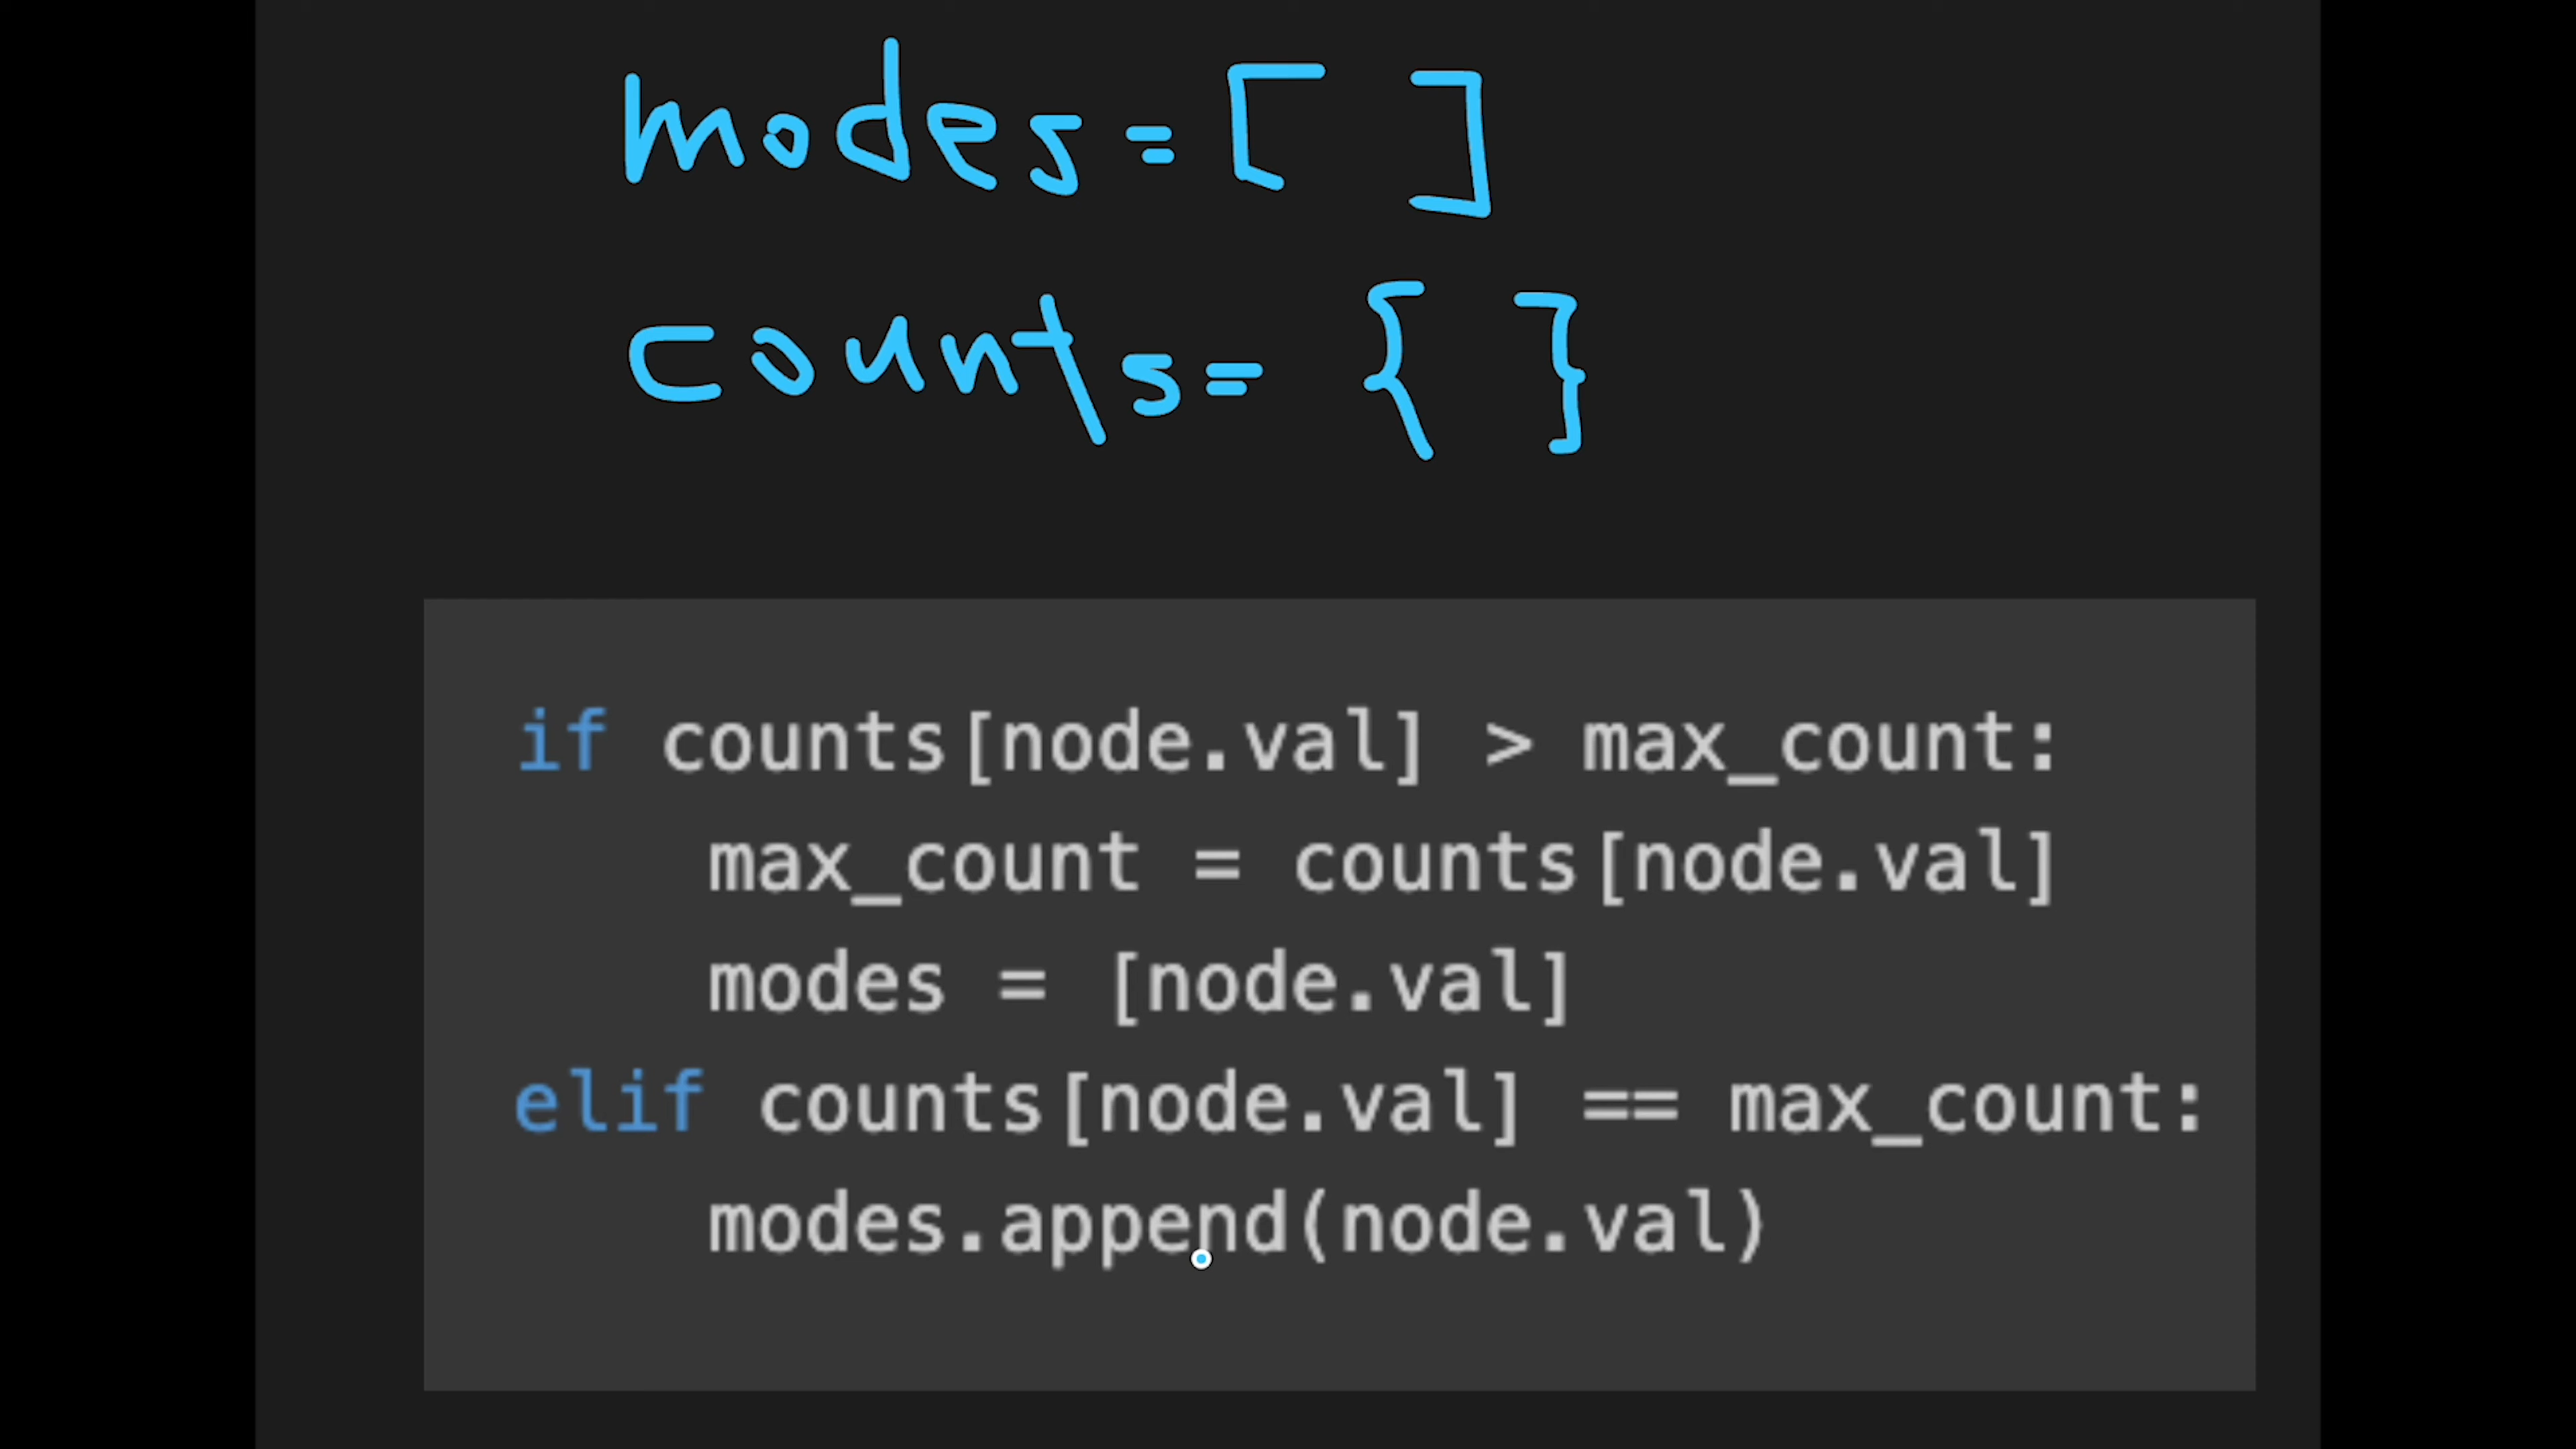 modes=[ ]
counts= { }
if counts[node.val] > max_count:
max_count = counts[node.val]
modes = [node.val]
elif counts[node.val] == max_count:
modes.append(node.val)